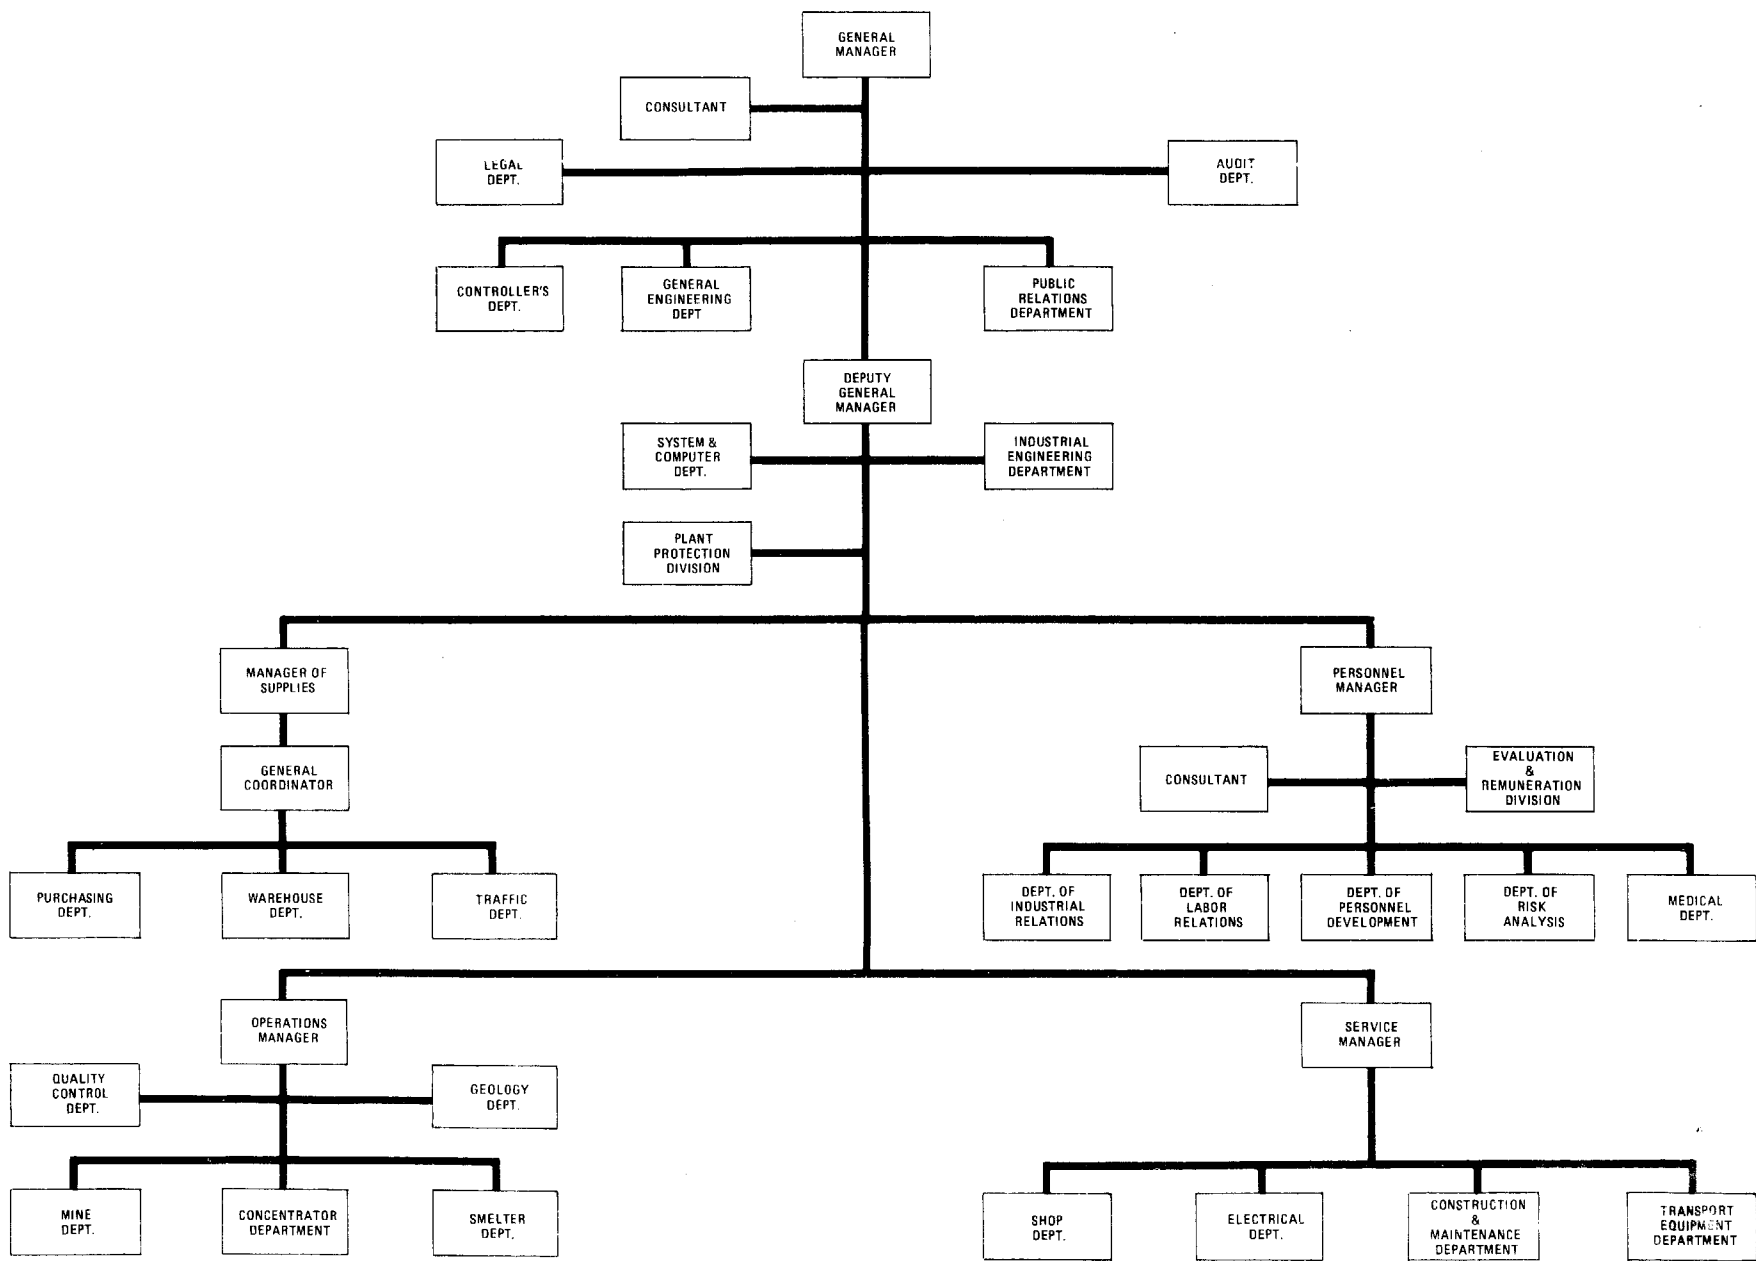 GENERAL
MANAGER
CONSULTANT
LEGAL
DEPT.
AUDIT
DEPT.
CONTROLLER'S
DEPT.
GENERAL
ENGINEERING
DEPT
PUBLIC
RELATIONS
DEPARTMENT
DEPUTY
GENERAL
MANAGER
SYSTEM &
COMPUTER
DEPT.
INDUSTRIAL
ENGINEERING
DEPARTMENT
PLANT
PROTECTION
DIVISION
MANAGER OF
SUPPLIES
PERSONNEL
MANAGER
GENERAL
COORDINATOR
CONSULTANT
EVALUATION
&
REMUNERATION
DIVISION
PURCHASING
DEPT.
WAREHOUSE
DEPT.
TRAFFIC
DEPT.
DEPT. OF
INDUSTRIAL
RELATIONS
DEPT. OF
LABOR
RELATIONS
DEPT. OF
PERSONNEL
DEVELOPMENT
DEPT. OF
RISK
ANALYSIS
MEDICAL
DEPT.
OPERATIONS
MANAGER
SERVICE
MANAGER
QUALITY
CONTROL
DEPT.
GEOLOGY
DEPT.
MINE
DEPT.
CONCENTRATOR
DEPARTMENT
SMELTER
DEPT.
SHOP
DEPT.
ELECTRICAL
DEPT.
CONSTRUCTION
&
MAINTENANCE
DEPARTMENT
TRANSPORT
EQUIPMENT
DEPARTMENT